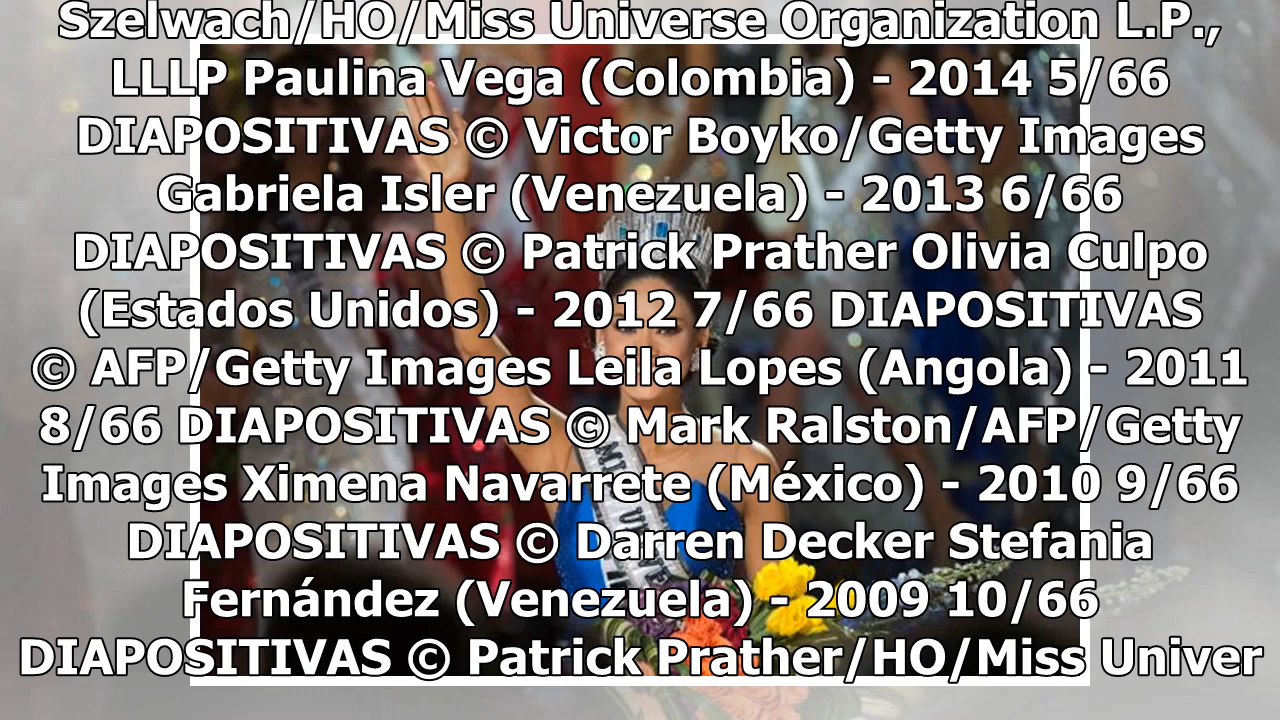 Szelwach/HO/Miss Universe Organization L.P.,
LLLP Paulina Vega (Colombia) - 2014 5/66
DIAPOSITIVAS © Victor Boyko/Getty Images
Gabriela Isler (Venezuela) - 2013 6/66
DIAPOSITIVAS © Patrick Prather Olivia Culpo
(Estados Unidos) - 2012 7/66 DIAPOSITIVAS
© AFP/Getty Images Leila Lopes (Angola) - 2011
8/66 DIAPOSITIVAS © Mark Ralston/AFP/Getty
Images Ximena Navarrete (México) - 2010 9/66
DIAPOSITIVAS © Darren Decker Stefania
Fernández (Venezuela) - 2009 10/66
DIAPOSITIVAS © Patrick Prather/HO/Miss Univer